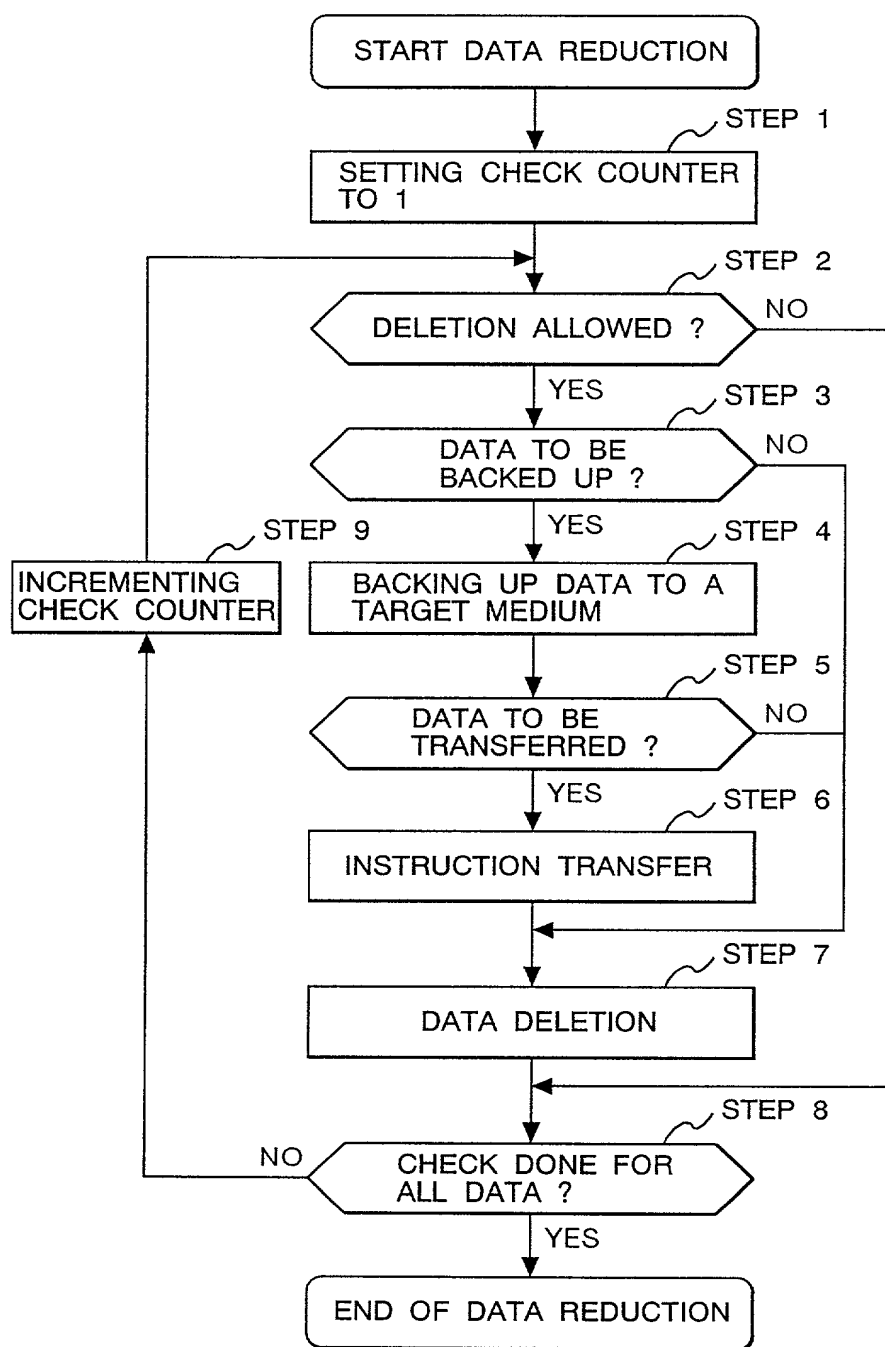 START DATA REDUCTION
STEP 1
SETTING CHECK COUNTER
TO 1
STEP 2
DELETION ALLOWED ?
NO
YES
STEP 3
DATA TO BE
BACKED UP ?
NO
YES
STEP 4
BACKING UP DATA TO A
TARGET MEDIUM
STEP 9
INCREMENTING
CHECK COUNTER
STEP 5
DATA TO BE
TRANSFERRED ?
NO
YES
STEP 6
INSTRUCTION TRANSFER
STEP 7
DATA DELETION
STEP 8
CHECK DONE FOR
ALL DATA ?
NO
YES
END OF DATA REDUCTION